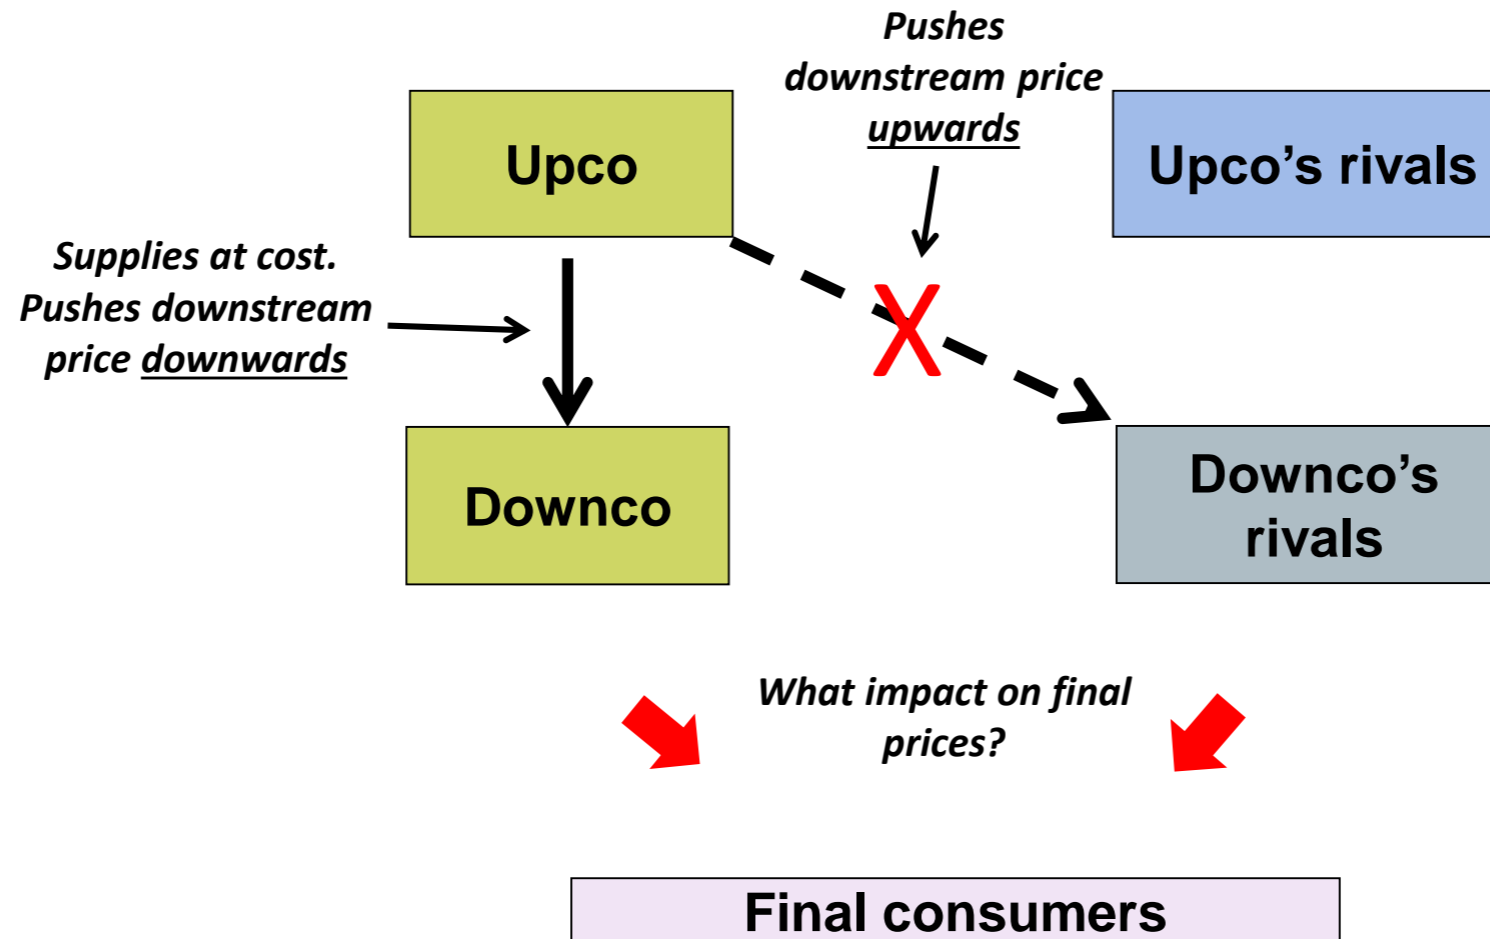 Pushes
downstream price
upwards
Upco
Upco’s rivals
Supplies at cost.
Pushes downstream
price downwards
X
Downco
Downco’s
rivals
What impact on final
prices?
Final consumers